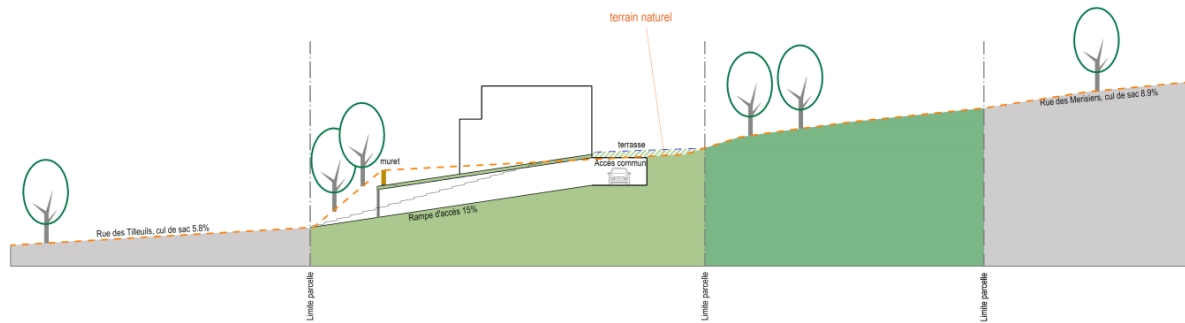 terrain naturel
Rue des Merisiers, cul de sac 8.9%
terrasse
muret
Accès commun
Rampe d'accès 15%
Rue des Tilleuils, cul de sac 5.8%
Limite parcelle
Limite parcelle
Limite parcelle